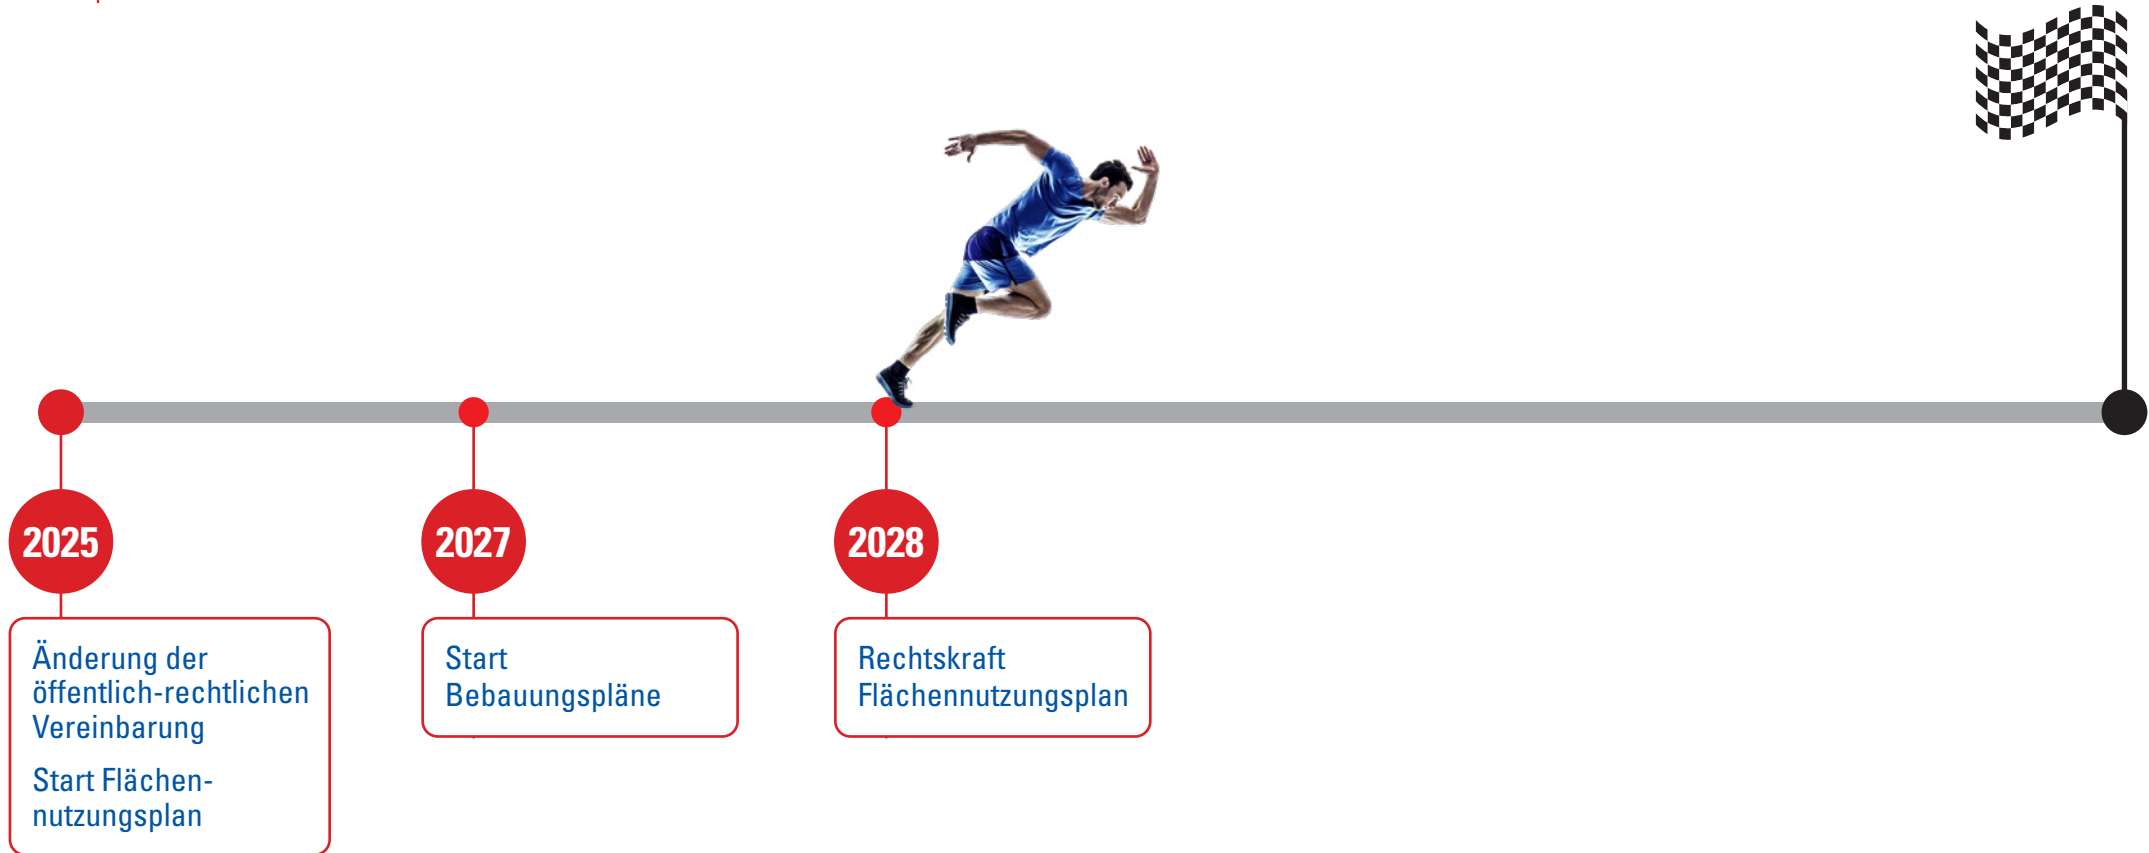 2025
Änderung der
öffentlich-rechtlichen
Vereinbarung
Start Flächen-
nutzungsplan
2027
Start
Bebauungspläne
2028
Rechtskraft
Flächennutzungsplan